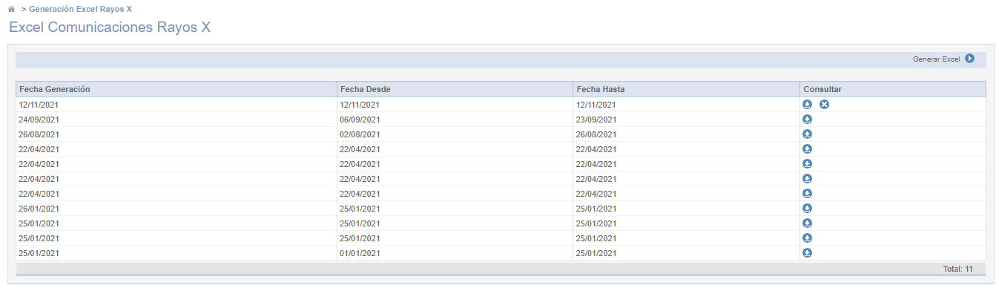 > Generación Excel Rayos X
Excel Comunicaciones Rayos X
Generar Excel
Fecha Generación Fecha Desde Fecha Hasta Consultar
12/11/2021 12/11/2021 12/11/2021
24/09/2021 06/09/2021 23/09/2021
26/08/2021 02/08/2021 26/08/2021
22/04/2021 22/04/2021 22/04/2021
22/04/2021 22/04/2021 22/04/2021
22/04/2021 22/04/2021 22/04/2021
22/04/2021 22/04/2021 22/04/2021
26/01/2021 25/01/2021 25/01/2021
25/01/2021 25/01/2021 25/01/2021
25/01/2021 25/01/2021 25/01/2021
25/01/2021 01/01/2021 25/01/2021
Total: 11